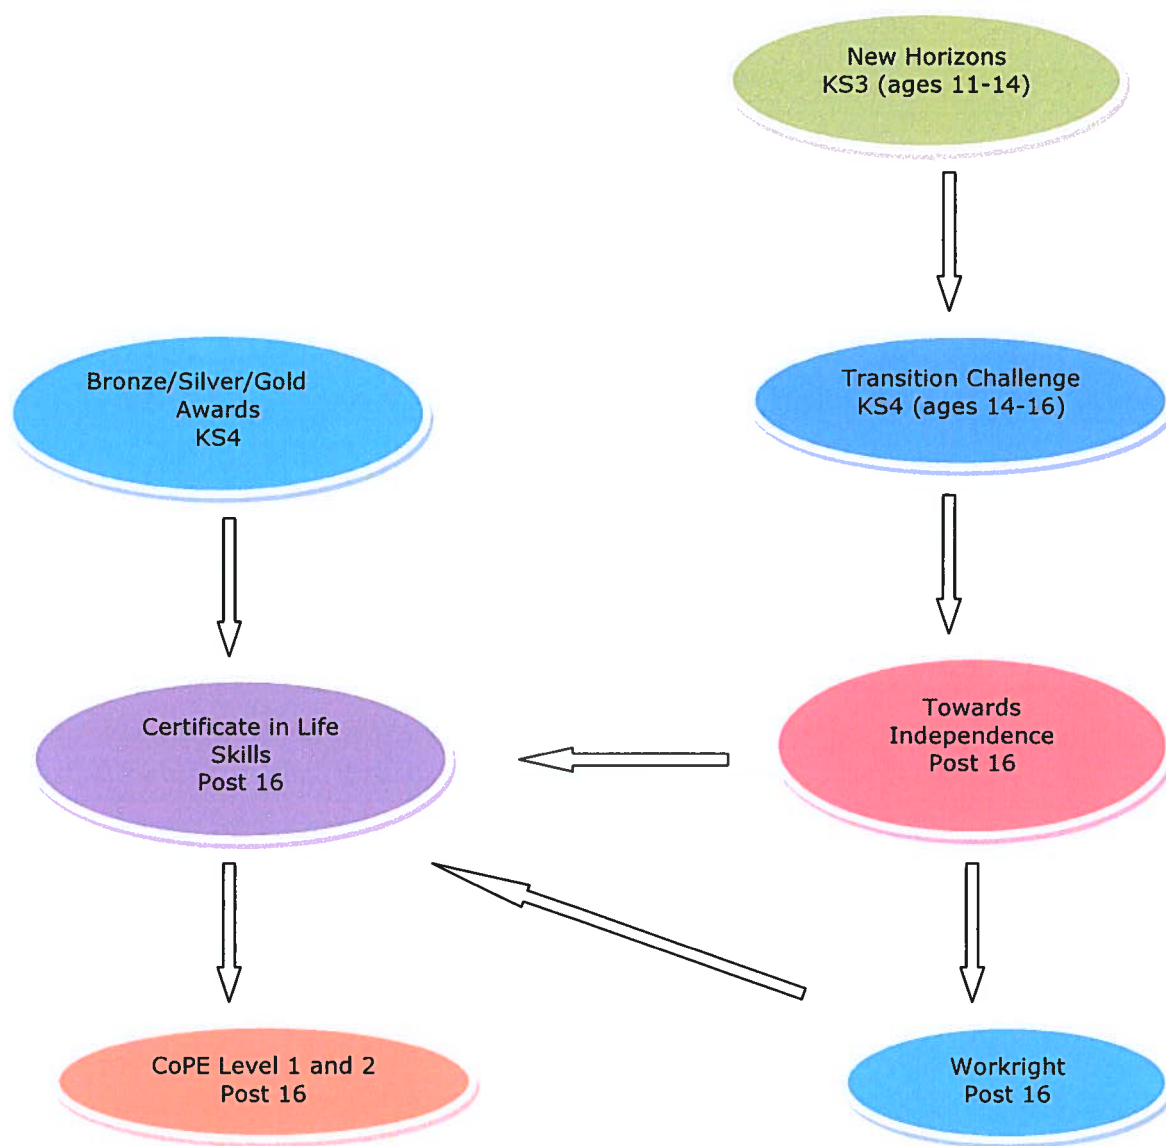 New Horizons
KS3 (ages 11-14)
Bronze/Silver/Gold
Awards
KS4
Transition Challenge
KS4 (ages 14-16)
Certificate in Life
Skills
Post 16
Towards
Independence
Post 16
CoPE Level 1 and 2
Post 16
Workright
Post 16